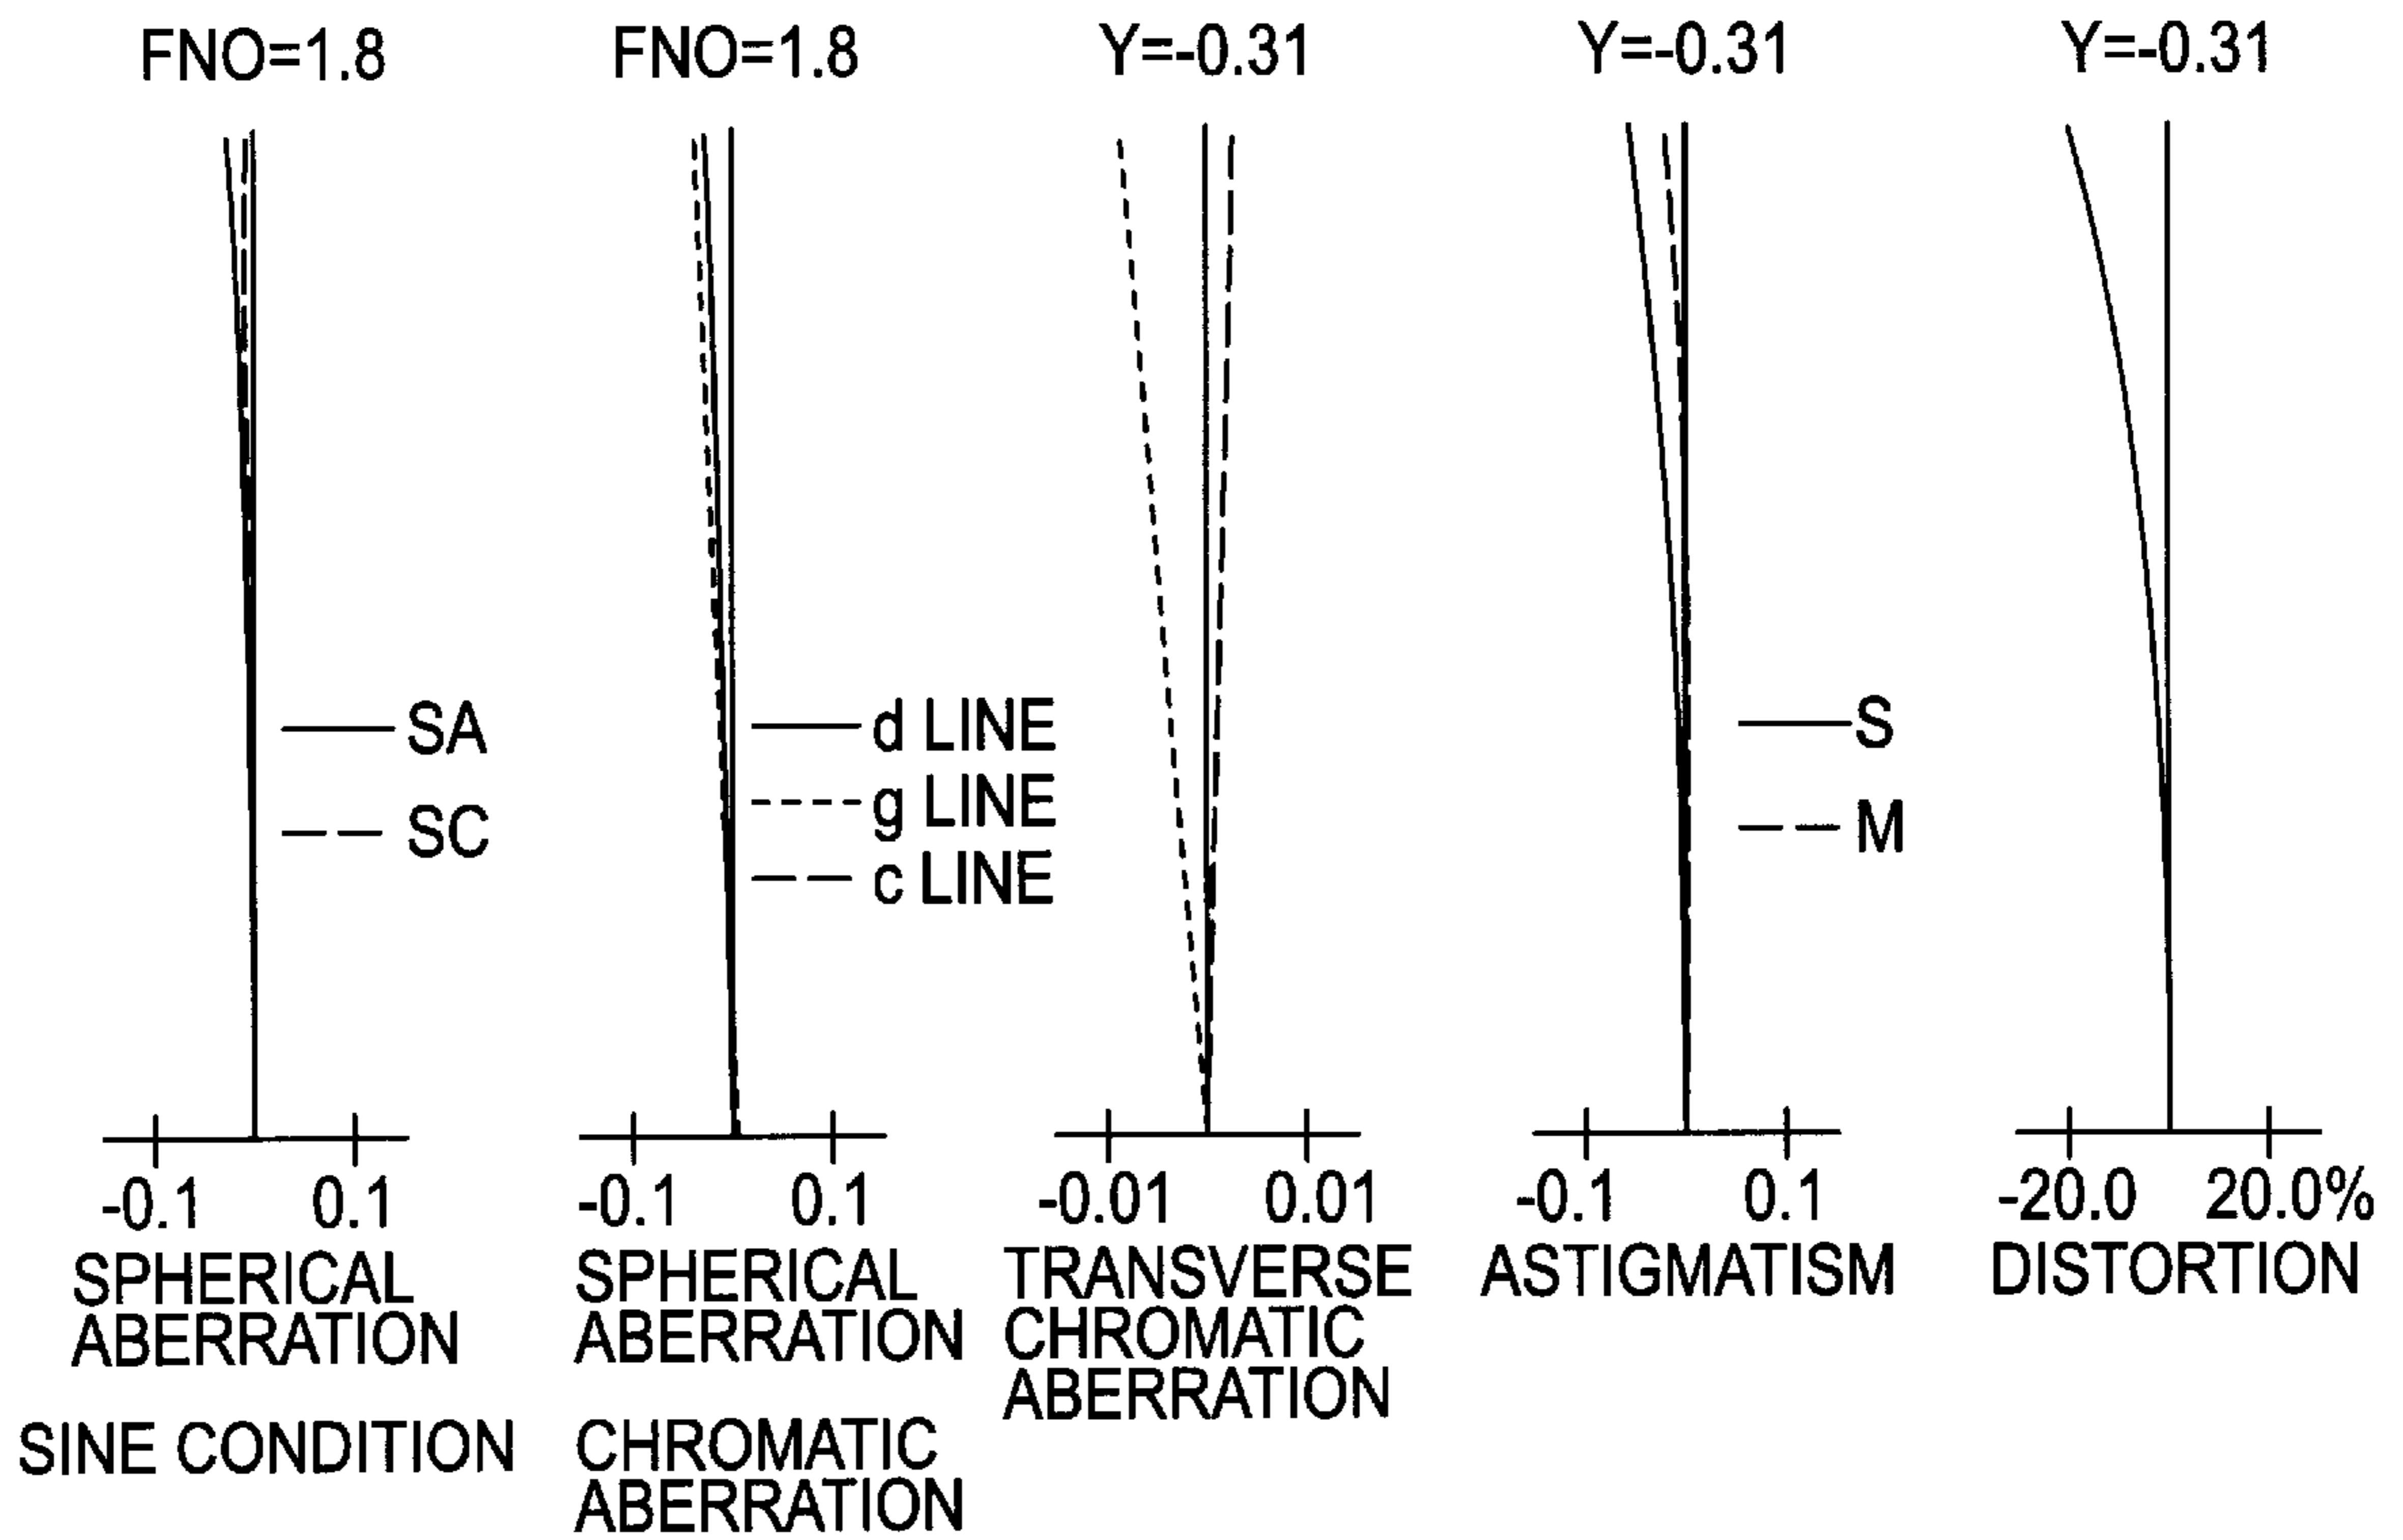 FNO=1.8
SA
SC
-0.1 0.1
SPHERICAL
ABERRATION
SINE CONDITION
FNO=1.8
d LINE
g LINE
c LINE
-0.1 0.1
SPHERICAL
ABERRATION
CHROMATIC
ABERRATION
Y=-0.31
-0.01 0.01
TRANSVERSE
CHROMATIC
ABERRATION
Y=-0.31
S
M
-0.1 0.1
ASTIGMATISM
Y=-0.31
-20.0 20.0%
DISTORTION